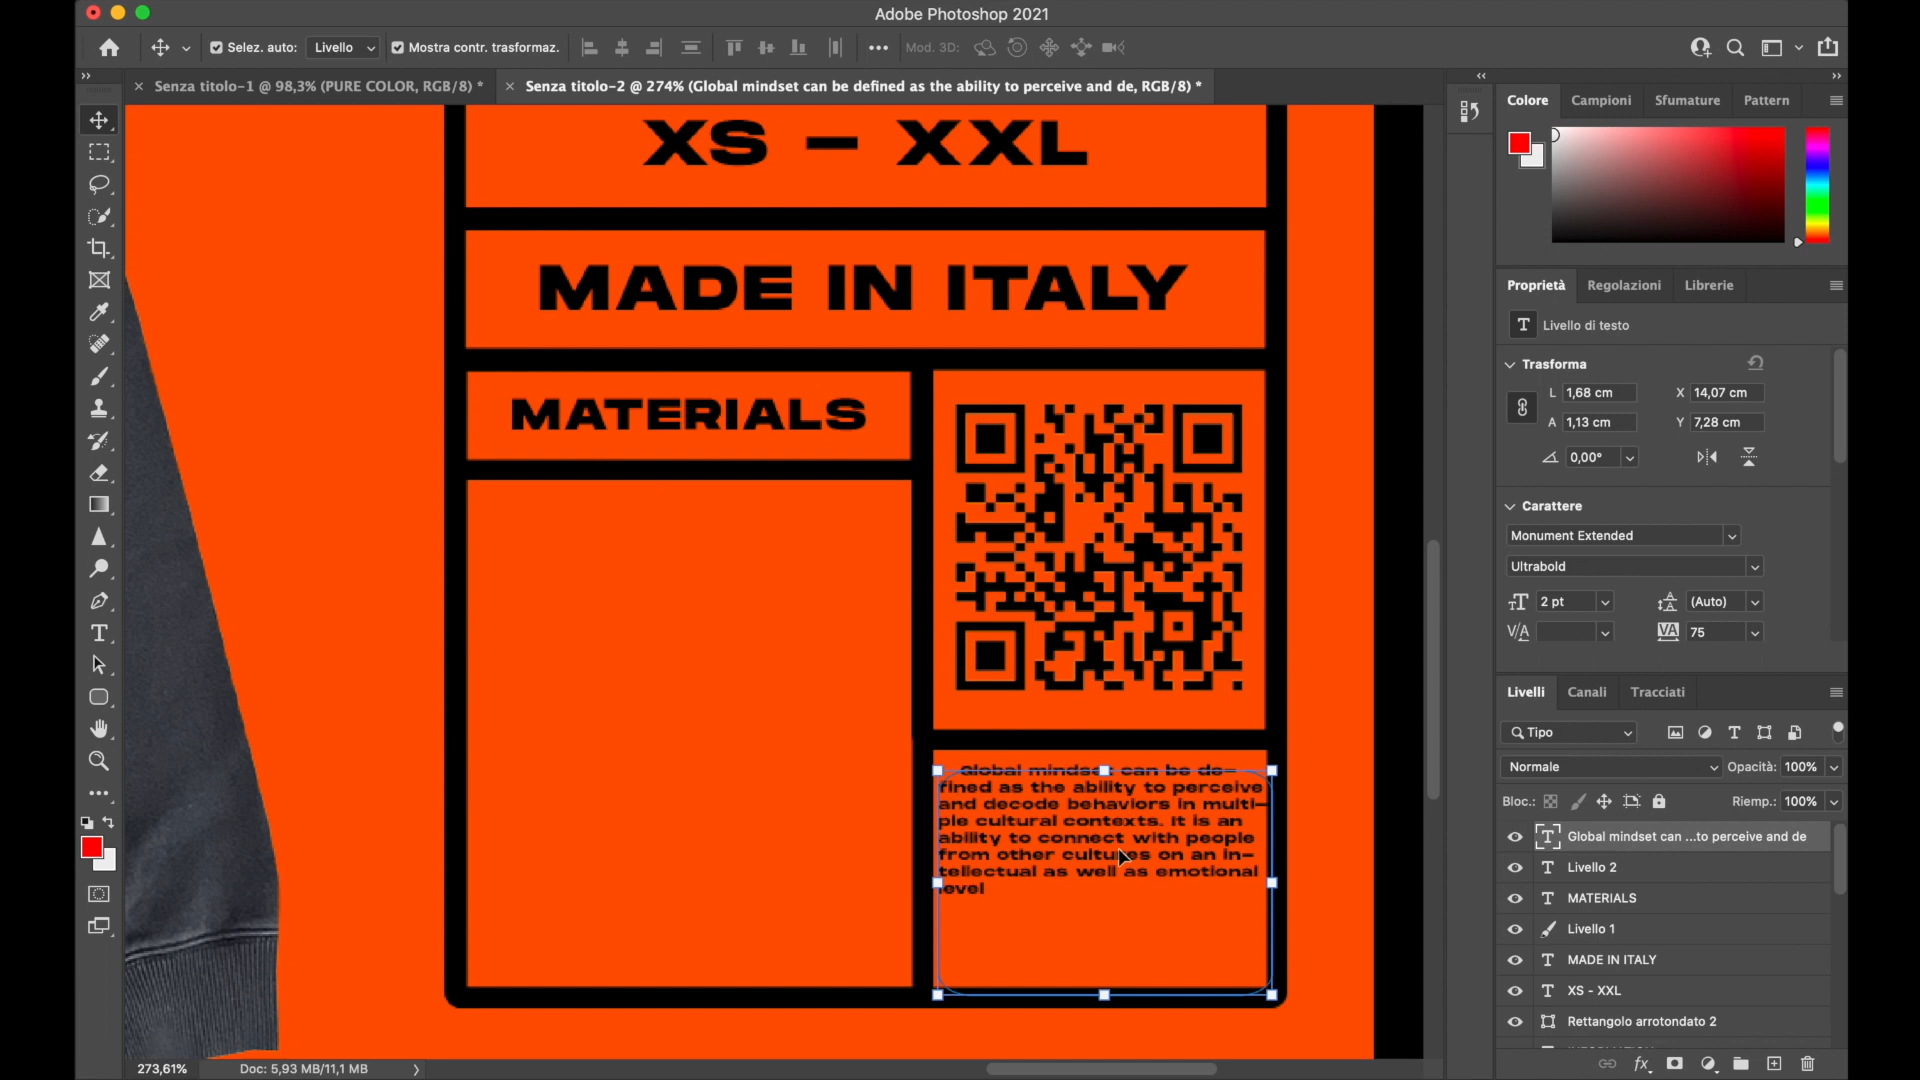 Adobe Photoshop 2021
Selez. auto: Livello Mostra contr. trasformaz. Mod. 3D:
Senza titolo-1 @ 98,3% (PURE COLOR, RGB/8) *
Senza titolo-2 @ 274% (Global mindset can be defined as the ability to perceive and de, RGB/8) *
XS – XXL
MADE IN ITALY
MATERIALS
Global mindset can be de-
fined as the ability to perceive
and decode behaviors in multi-
ple cultural contexts. It is an
ability to connect with people
from other cultures on an in-
tellectual as well as emotional
level
273,61% Doc: 5,93 MB/11,1 MB
Colore Campioni Sfumature Pattern
Proprietà Regolazioni Librerie
T Livello di testo
Trasforma
L 1,68 cm X 14,07 cm
A 1,13 cm Y 7,28 cm
0,00°
Carattere
Monument Extended
Ultrabold
2 pt (Auto)
V/A VA 75
Livelli Canali Tracciati
Tipo
Normale Opacità: 100%
Bloc.: Riemp.: 100%
Global mindset can ...to perceive and de
Livello 2
MATERIALS
Livello 1
MADE IN ITALY
XS - XXL
Rettangolo arrotondato 2
fx